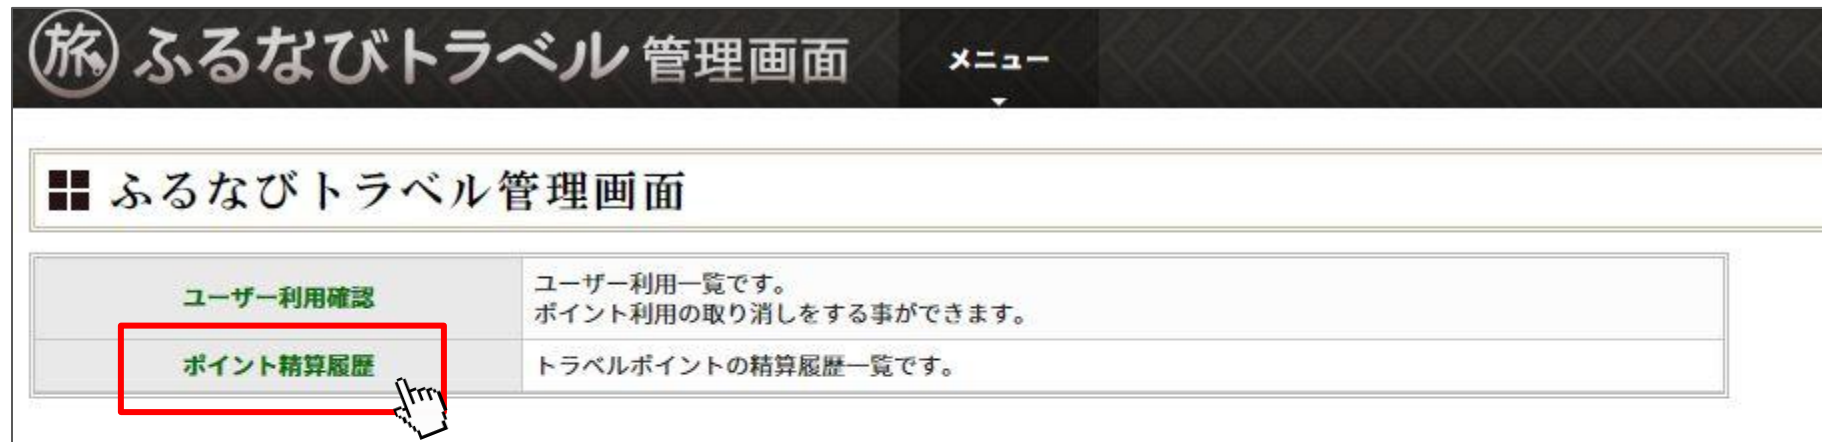 旅。ふるなびトラベル 管理画面 メニュー
ふるなびトラベル管理画面
ユーザー利用確認
ユーザー利用一覧です。
ポイント利用の取り消しをする事ができます。
ポイント精算履歴
トラベルポイントの精算履歴一覧です。